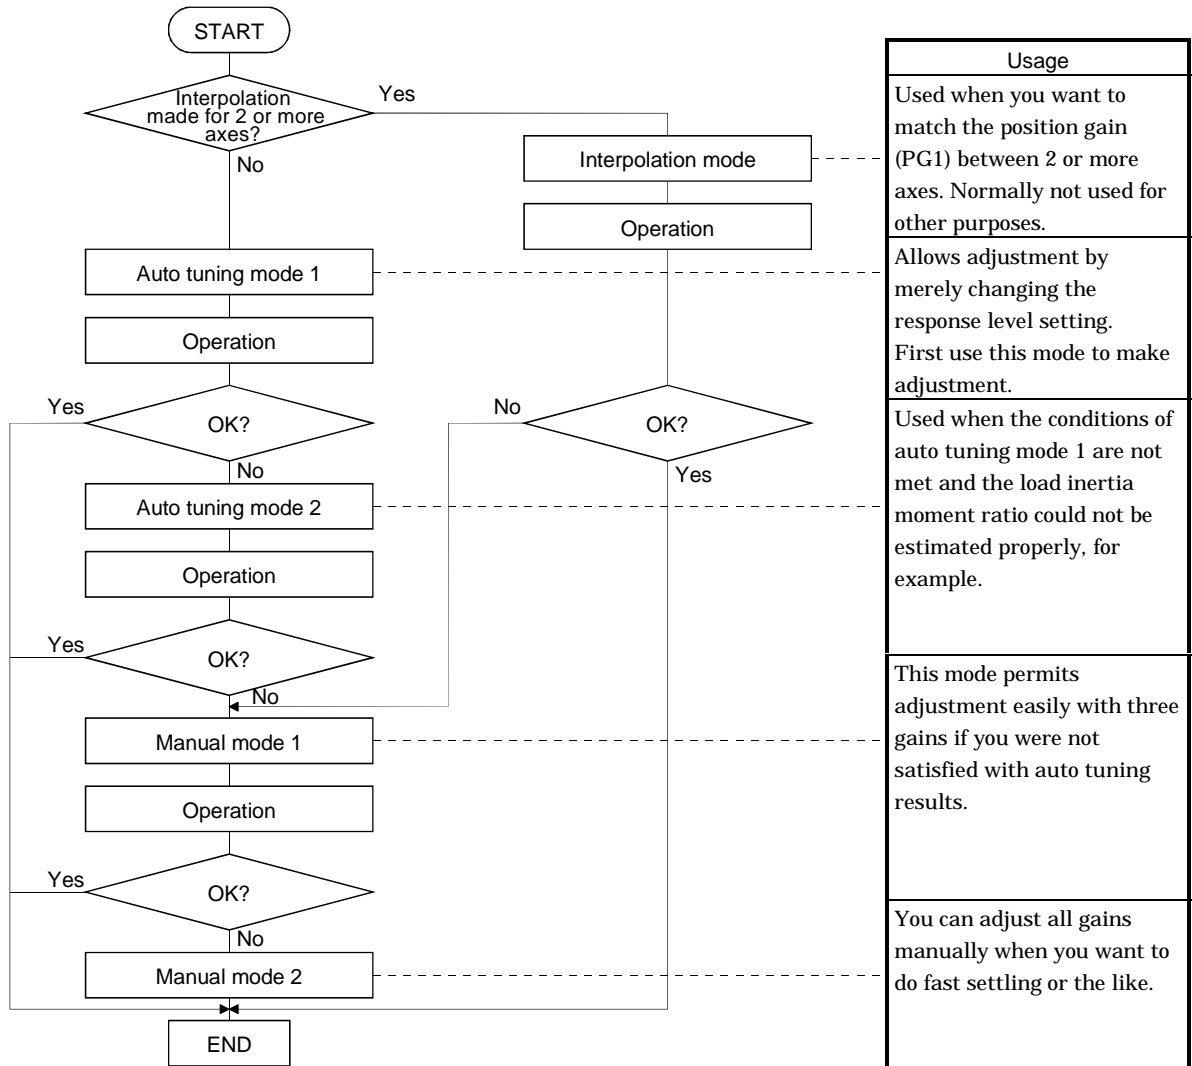 START
Interpolation
made for 2 or more
axes?
Yes
No
Interpolation mode
Operation
Auto tuning mode 1
Operation
Yes
OK?
No
No
OK?
Yes
Auto tuning mode 2
Operation
Yes
OK?
No
Manual mode 1
Operation
Yes
OK?
No
Manual mode 2
END
Usage
Used when you want to
match the position gain
(PG1) between 2 or more
axes. Normally not used for
other purposes.
Allows adjustment by
merely changing the
response level setting.
First use this mode to make
adjustment.
Used when the conditions of
auto tuning mode 1 are not
met and the load inertia
moment ratio could not be
estimated properly, for
example.
This mode permits
adjustment easily with three
gains if you were not
satisfied with auto tuning
results.
You can adjust all gains
manually when you want to
do fast settling or the like.